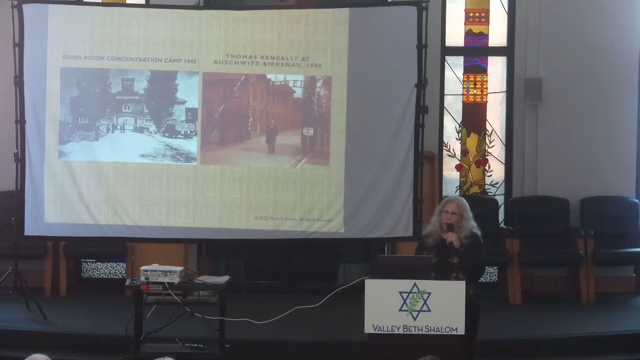 GROSS ROSEN CONCENTRATION CAMP 1945
THOMAS KENEALLY AT
AUSCHWITZ-BIRKENAU, 1980
VALLEY BETH SHALOM